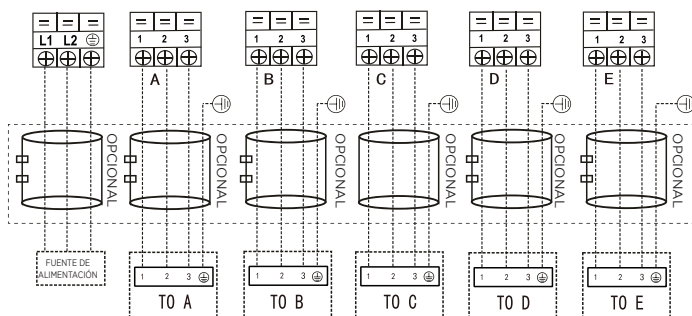 L1 L2
1 2 3
A
1 2 3
B
1 2 3
C
1 2 3
D
1 2 3
E
OPCIONAL
OPCIONAL
OPCIONAL
OPCIONAL
OPCIONAL
OPCIONAL
FUENTE DE
ALIMENTACIÓN
1 2 3
TO A
1 2 3
TO B
1 2 3
TO C
1 2 3
TO D
1 2 3
TO E